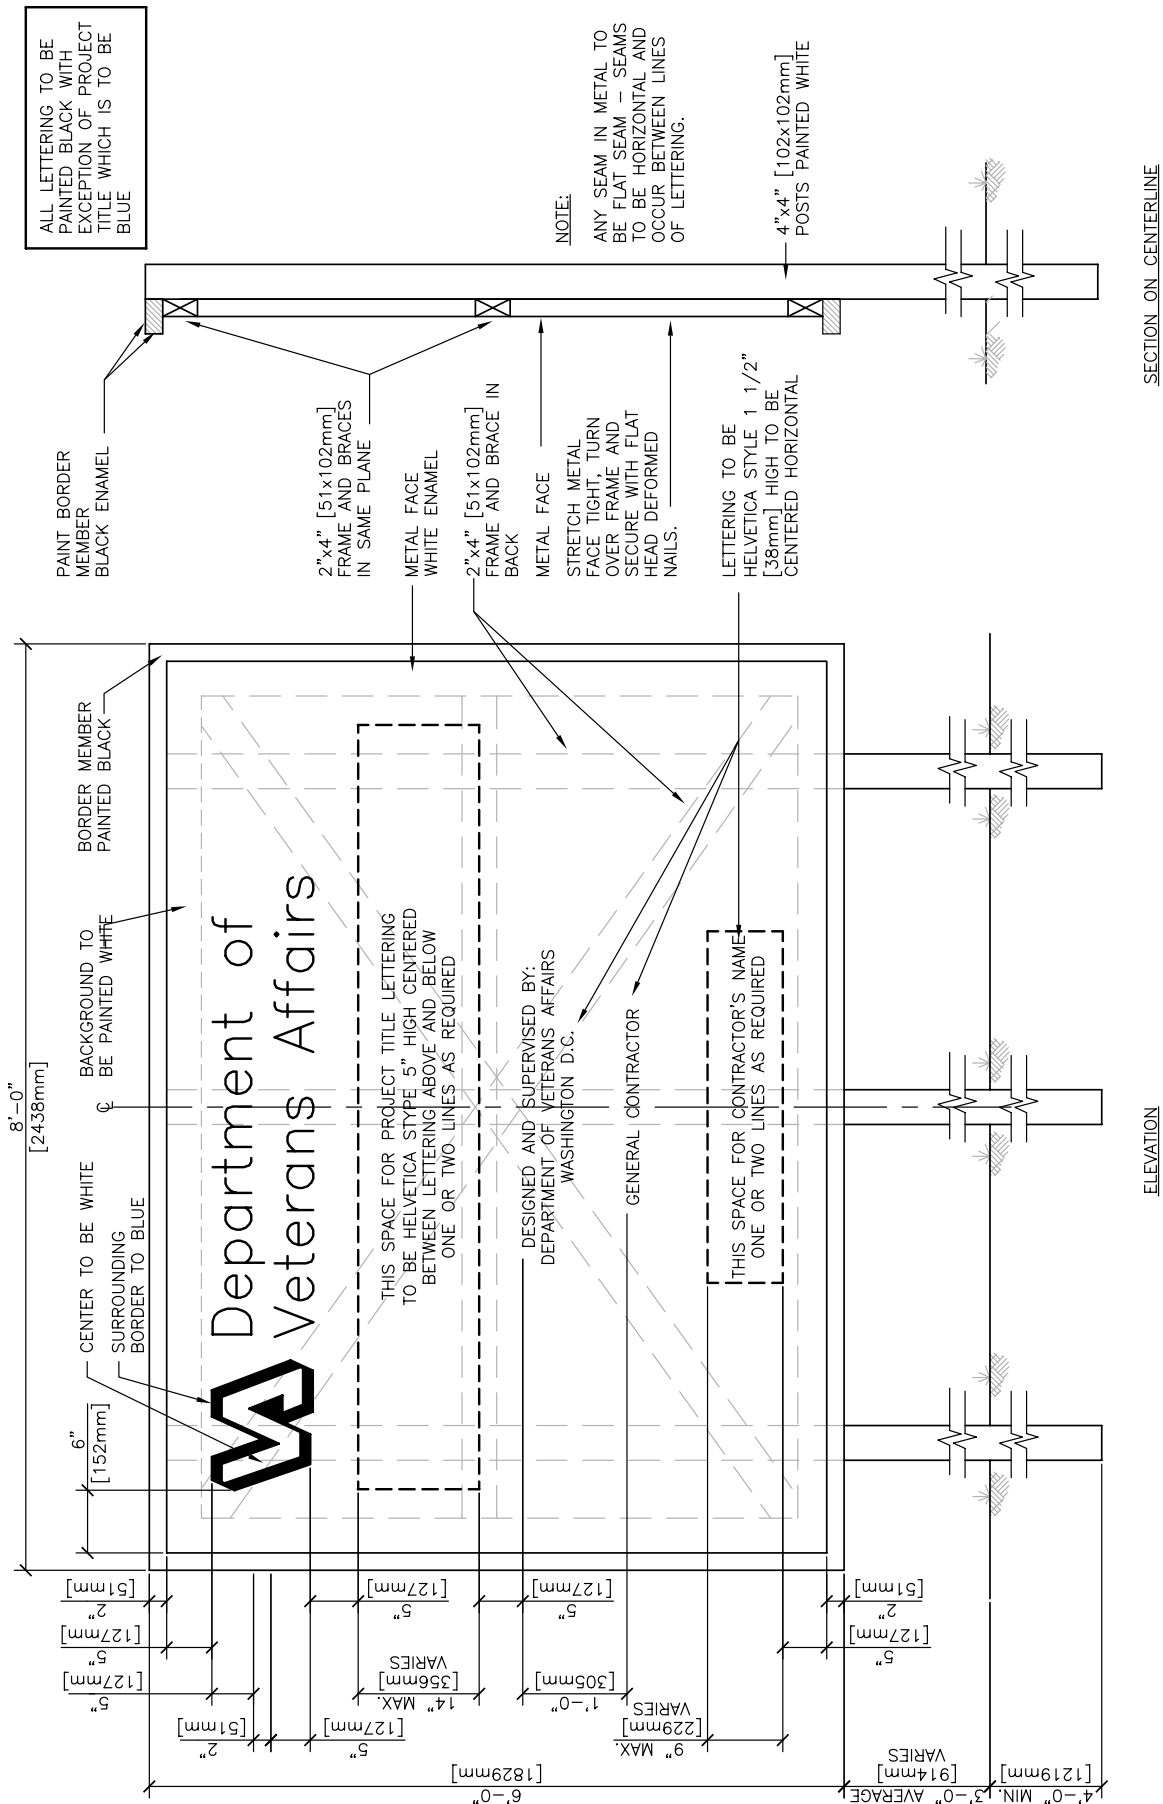 ALL LETTERING TO BE
PAINTED BLACK WITH
EXCEPTION OF PROJECT
TITLE WHICH IS TO BE
BLUE
PAINT BORDER
MEMBER
BLACK ENAMEL
2"x4" [51x102mm]
FRAME AND BRACES
IN SAME PLANE
METAL FACE
WHITE ENAMEL
2"x4" [51x102mm]
FRAME AND BRACE IN
BACK
METAL FACE
STRETCH METAL
FACE TIGHT, TURN
OVER FRAME AND
SECURE WITH FLAT
HEAD DEFORMED
NAILS.
LETTERING TO BE
HELVETICA STYLE 1 1/2"
[38mm] HIGH TO BE
CENTERED HORIZONTAL
NOTE:
ANY SEAM IN METAL TO
BE FLAT SEAM – SEAMS
TO BE HORIZONTAL AND
OCCUR BETWEEN LINES
OF LETTERING.
4"x4" [102x102mm]
POSTS PAINTED WHITE
SECTION ON CENTERLINE
8'-0"
[2438mm]
6"
[152mm]
CENTER TO BE WHITE
SURROUNDING
BORDER TO BLUE
BACKGROUND TO
BE PAINTED WHITE
BORDER MEMBER
PAINTED BLACK
℄
Department of
Veterans Affairs
THIS SPACE FOR PROJECT TITLE LETTERING
TO BE HELVETICA STYPE 5" HIGH CENTERED
BETWEEN LETTERING ABOVE AND BELOW
ONE OR TWO LINES AS REQUIRED
DESIGNED AND SUPERVISED BY:
DEPARTMENT OF VETERANS AFFAIRS
WASHINGTON D.C.
GENERAL CONTRACTOR
THIS SPACE FOR CONTRACTOR'S NAME
ONE OR TWO LINES AS REQUIRED
2"
[51mm]
5"
[127mm]
5"
[127mm]
2"
[51mm]
5"
[127mm]
5"
[127mm]
14" MAX.
[356mm]
VARIES
5"
[127mm]
1'-0"
[305mm]
9" MAX.
[229mm]
VARIES
5"
[127mm]
2"
[51mm]
6'-0"
[1829mm]
3'-0" AVERAGE
[914mm]
VARIES
4'-0" MIN.
[1219mm]
ELEVATION